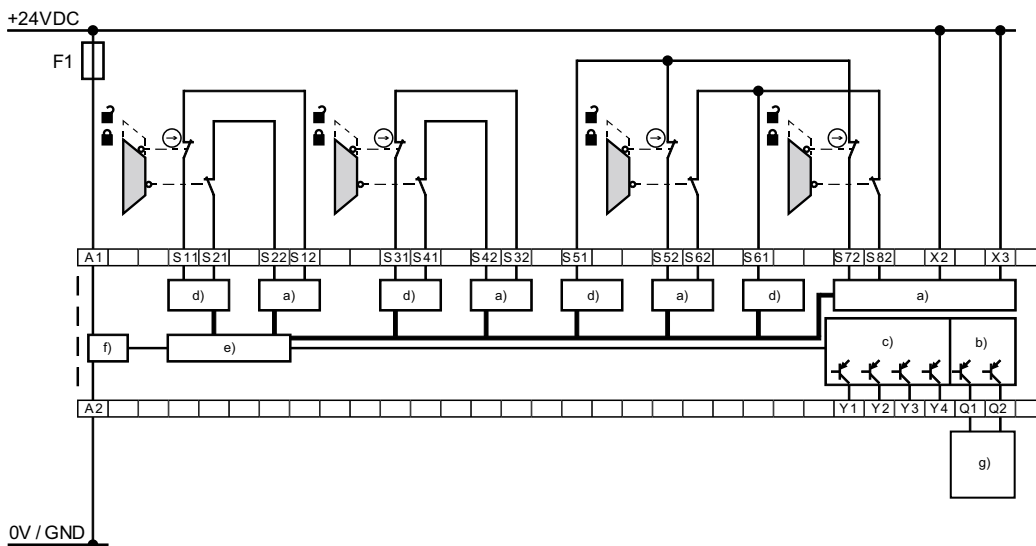 +24VDC
F1
A1 S11 S21 S22 S12 S31 S41 S42 S32 S51 S52 S62 S61 S72 S82 X2 X3
d) a) d) a) d) a) d) a)
f) e) c) b)
A2 Y1 Y2 Y3 Y4 Q1 Q2
g)
0V / GND